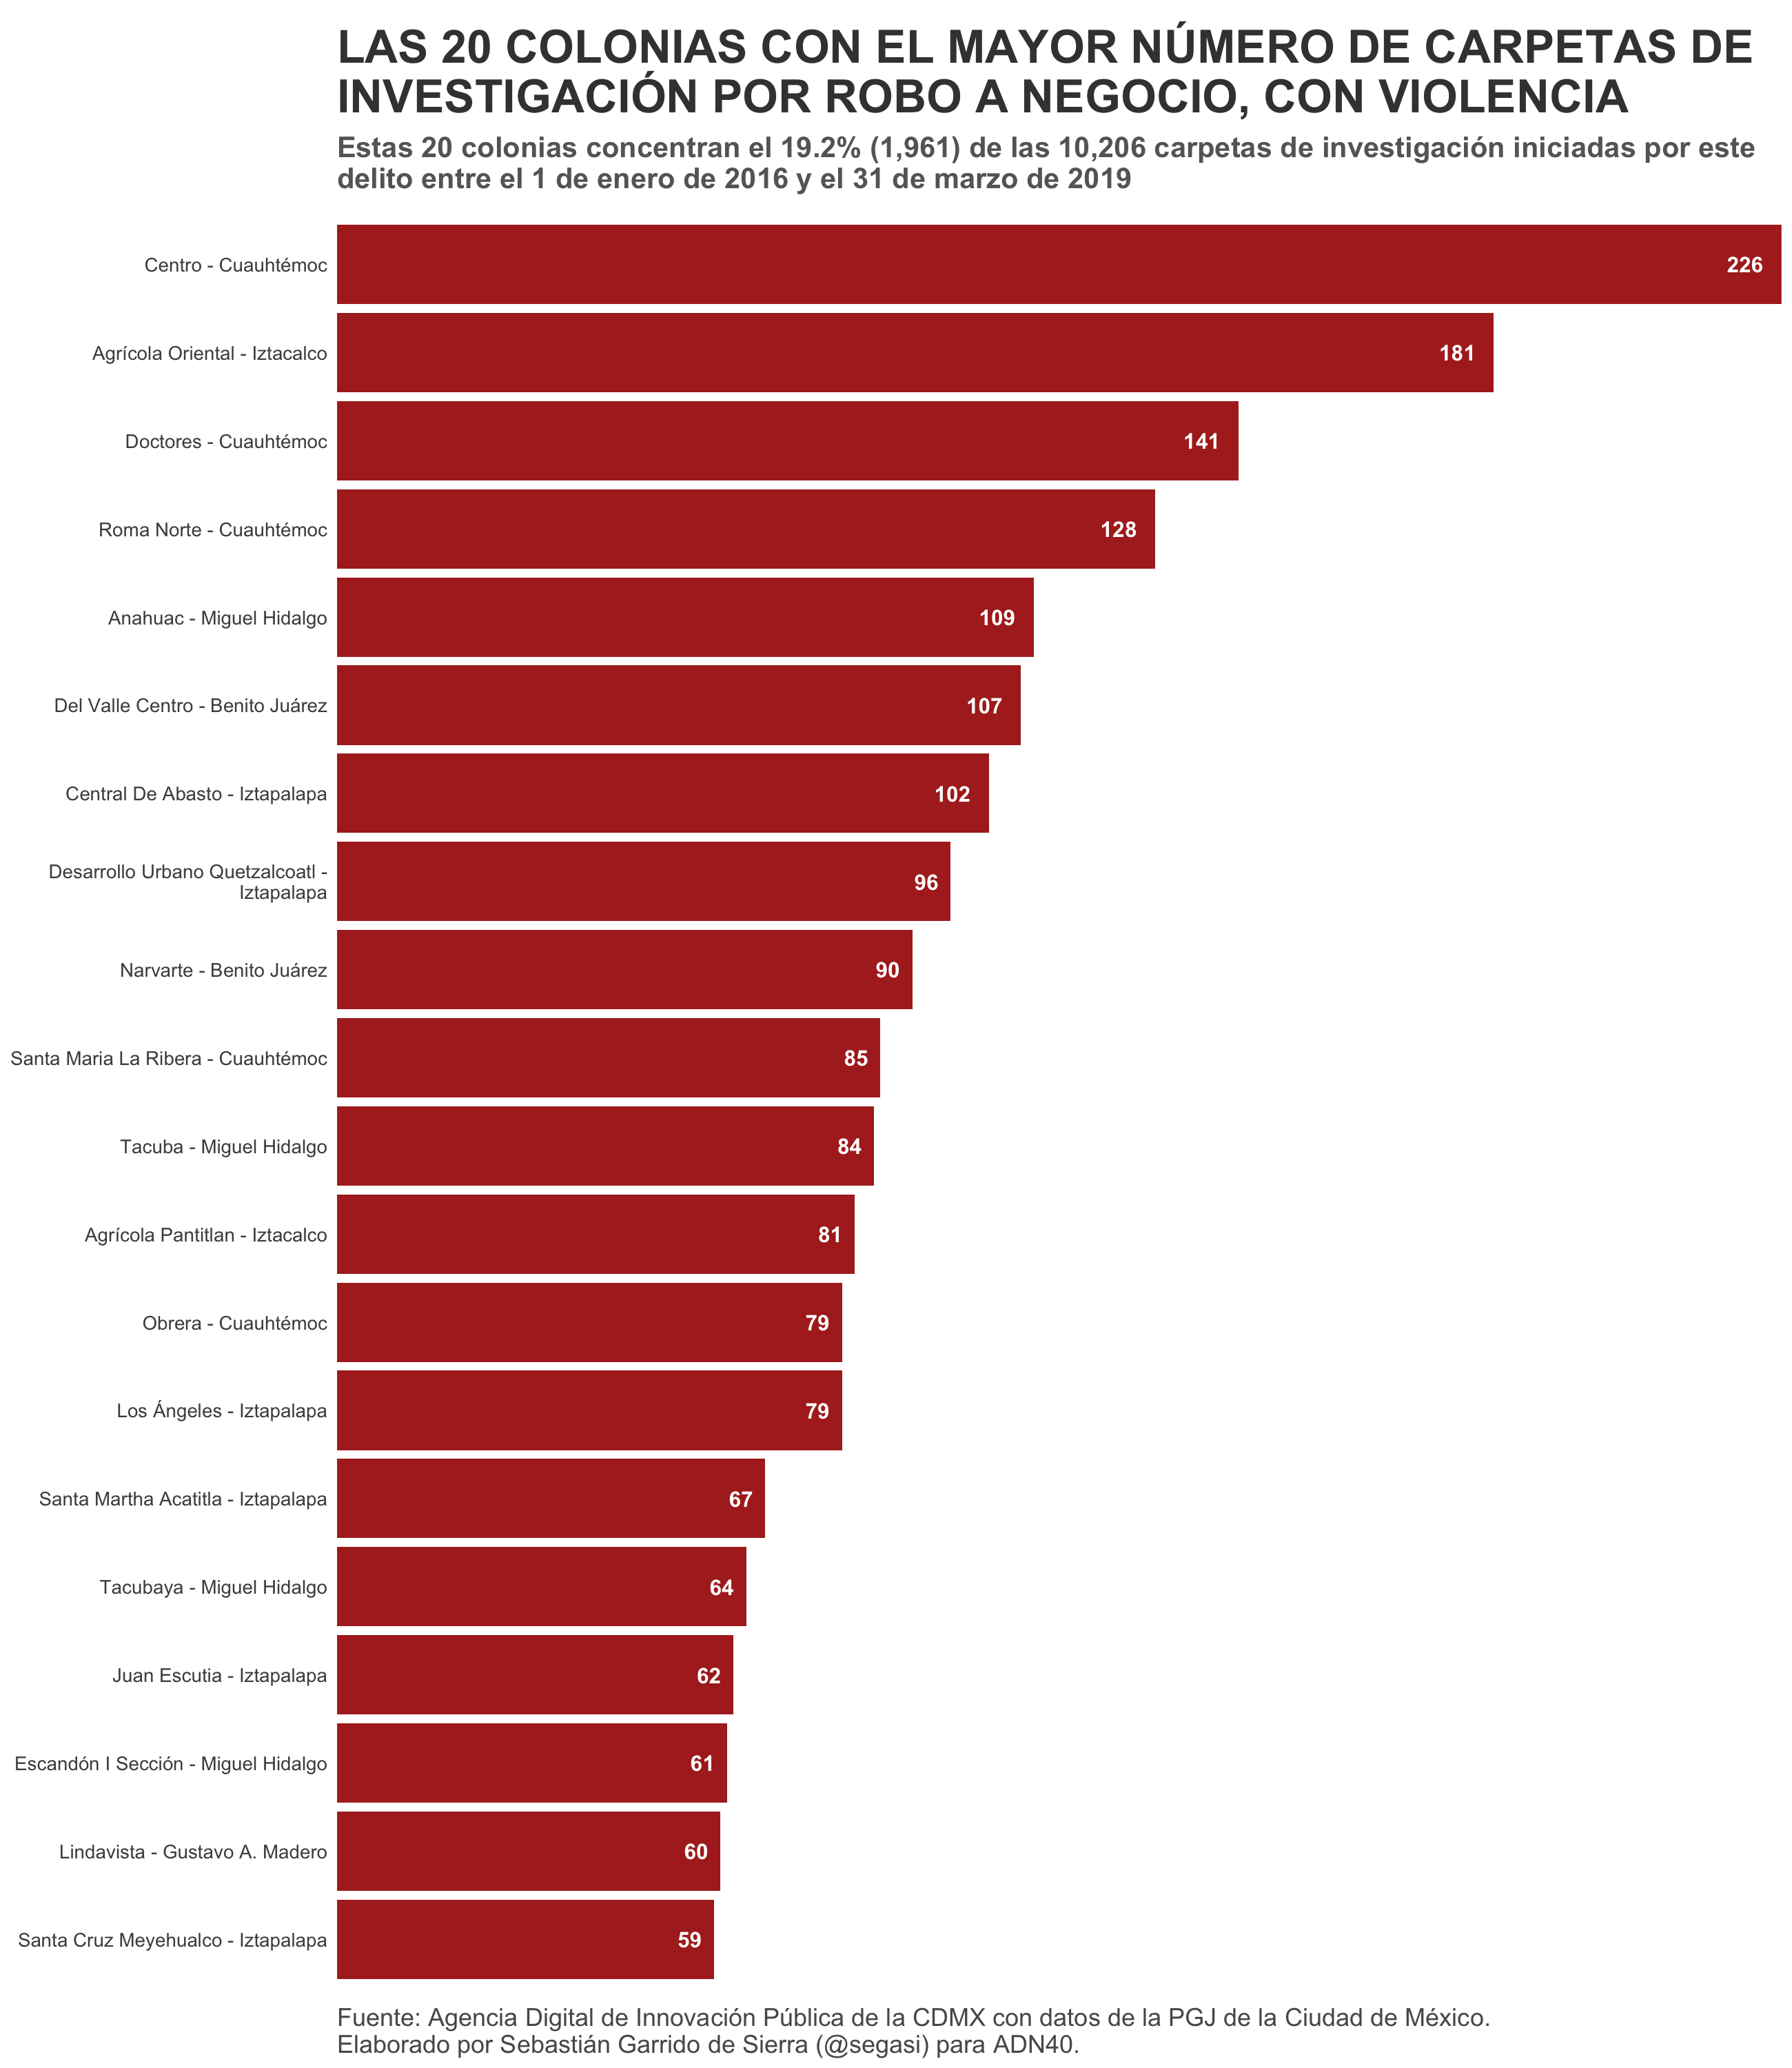 LAS 20 COLONIAS CON EL MAYOR NÚMERO DE CARPETAS DE
INVESTIGACIÓN POR ROBO A NEGOCIO, CON VIOLENCIA
Estas 20 colonias concentran el 19.2% (1,961) de las 10,206 carpetas de investigación iniciadas por este
delito entre el 1 de enero de 2016 y el 31 de marzo de 2019
Centro - Cuauhtémoc 226
Agrícola Oriental - Iztacalco 181
Doctores - Cuauhtémoc 141
Roma Norte - Cuauhtémoc 128
Anahuac - Miguel Hidalgo 109
Del Valle Centro - Benito Juárez 107
Central De Abasto - Iztapalapa 102
Desarrollo Urbano Quetzalcoatl -
Iztapalapa 96
Narvarte - Benito Juárez 90
Santa Maria La Ribera - Cuauhtémoc 85
Tacuba - Miguel Hidalgo 84
Agrícola Pantitlan - Iztacalco 81
Obrera - Cuauhtémoc 79
Los Ángeles - Iztapalapa 79
Santa Martha Acatitla - Iztapalapa 67
Tacubaya - Miguel Hidalgo 64
Juan Escutia - Iztapalapa 62
Escandón I Sección - Miguel Hidalgo 61
Lindavista - Gustavo A. Madero 60
Santa Cruz Meyehualco - Iztapalapa 59
Fuente: Agencia Digital de Innovación Pública de la CDMX con datos de la PGJ de la Ciudad de México.
Elaborado por Sebastián Garrido de Sierra (@segasi) para ADN40.